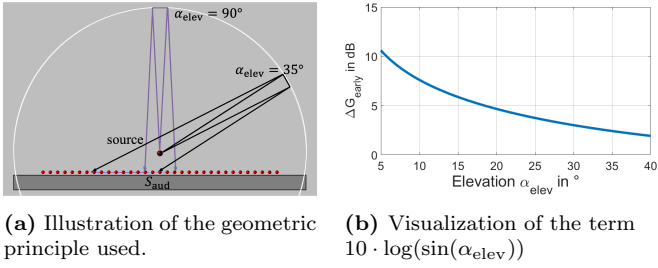 α_elev = 90°
α_elev = 35°
source
S_aud
15
10
5
0
ΔG_early in dB
5 10 15 20 25 30 35 40
Elevation α_elev in °
(a) Illustration of the geometric
principle used.
(b) Visualization of the term
10 · log(sin(α_elev))